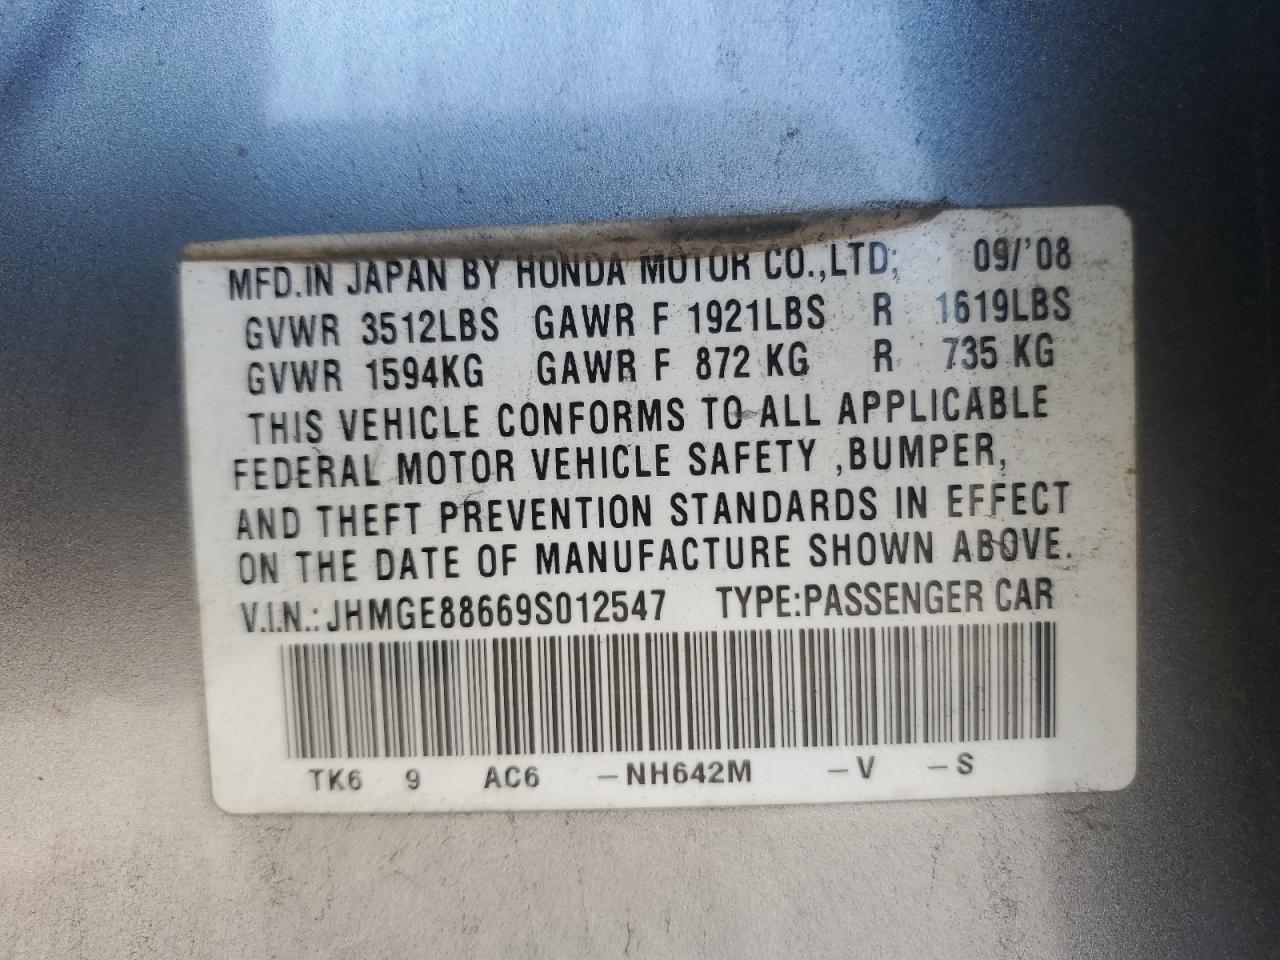 MFD.IN JAPAN BY HONDA MOTOR CO.,LTD; 09/'08
GVWR 3512LBS GAWR F 1921LBS R 1619LBS
GVWR 1594KG GAWR F 872 KG R 735 KG
THIS VEHICLE CONFORMS TO ALL APPLICABLE
FEDERAL MOTOR VEHICLE SAFETY ,BUMPER,
AND THEFT PREVENTION STANDARDS IN EFFECT
ON THE DATE OF MANUFACTURE SHOWN ABOVE.
V.I.N.:JHMGE88669S012547 TYPE:PASSENGER CAR
TK6 9 AC6 –NH642M –V –S